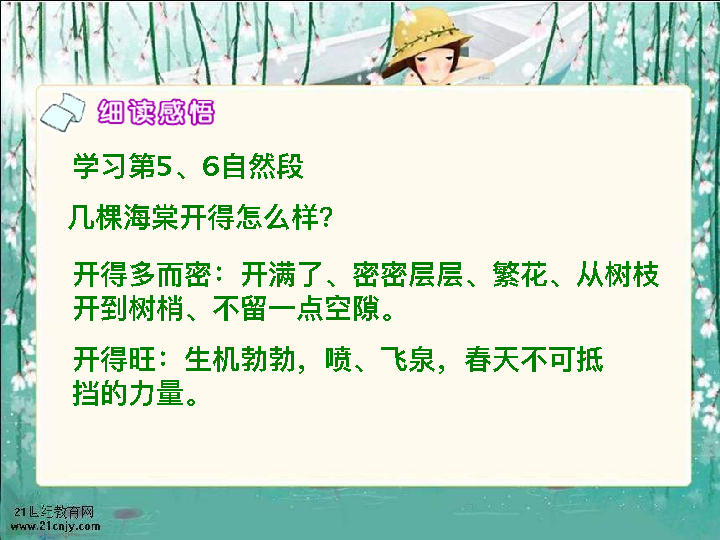 细读感悟
学习第5、6自然段
几棵海棠开得怎么样?
开得多而密：开满了、密密层层、繁花、从树枝
开到树梢、不留一点空隙。
开得旺：生机勃勃，喷、飞泉，春天不可抵
挡的力量。
21世纪教育网
www.21cnjy.com